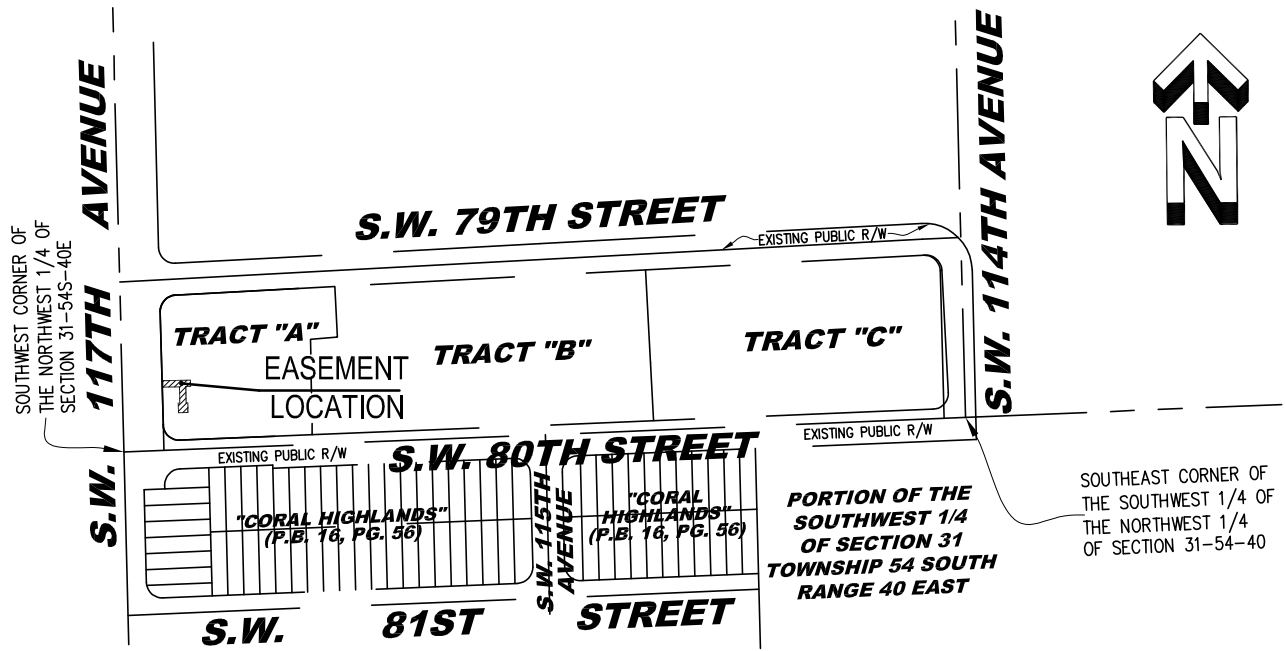 S.W. 117TH AVENUE
SOUTHWEST CORNER OF
THE NORTHWEST 1/4 OF
SECTION 31-54S-40E
S.W. 79TH STREET
EXISTING PUBLIC R/W
S.W. 114TH AVENUE
N
TRACT "A"
TRACT "B"
TRACT "C"
EASEMENT
LOCATION
EXISTING PUBLIC R/W
S.W. 80TH STREET
EXISTING PUBLIC R/W
"CORAL HIGHLANDS"
(P.B. 16, PG. 56)
S.W. 115TH
AVENUE
"CORAL
HIGHLANDS"
(P.B. 16, PG. 56)
PORTION OF THE
SOUTHWEST 1/4
OF SECTION 31
TOWNSHIP 54 SOUTH
RANGE 40 EAST
SOUTHEAST CORNER OF
THE SOUTHWEST 1/4 OF
THE NORTHWEST 1/4
OF SECTION 31-54-40
S.W. 81ST STREET